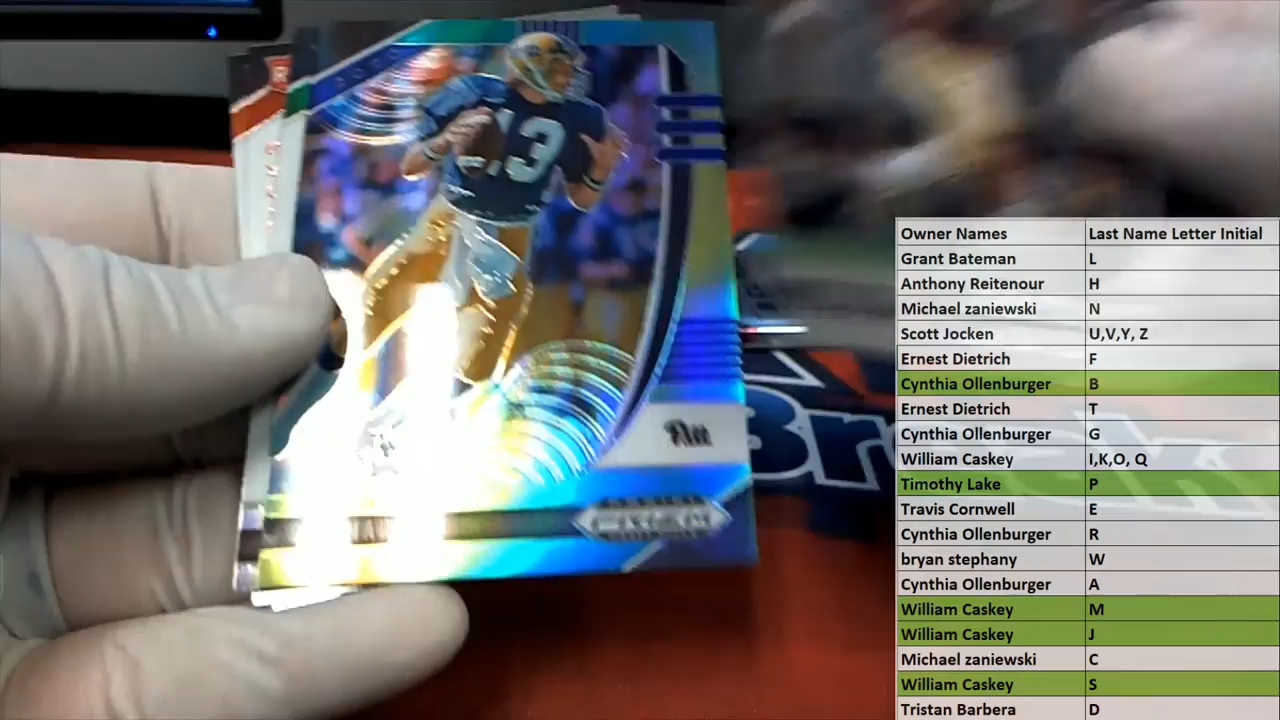 13
Pitt
PRIZM
Break
Owner Names Last Name Letter Initial
Grant Bateman L
Anthony Reitenour H
Michael zaniewski N
Scott Jocken U,V,Y, Z
Ernest Dietrich F
Cynthia Ollenburger B
Ernest Dietrich T
Cynthia Ollenburger G
William Caskey I,K,O, Q
Timothy Lake P
Travis Cornwell E
Cynthia Ollenburger R
bryan stephany W
Cynthia Ollenburger A
William Caskey M
William Caskey J
Michael zaniewski C
William Caskey S
Tristan Barbera D